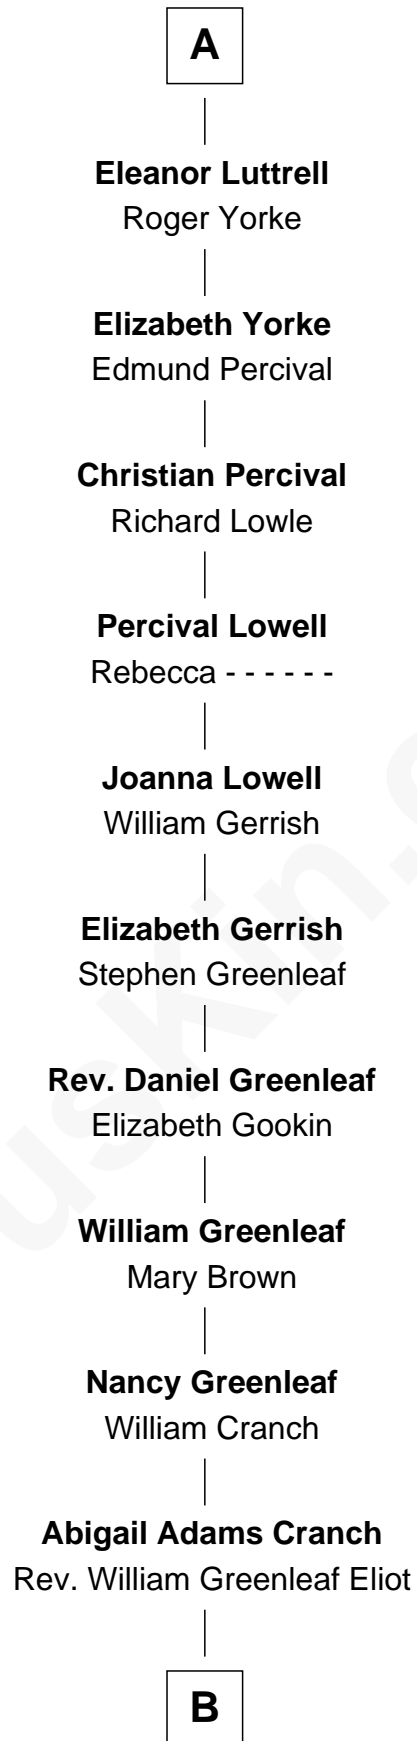 A
Eleanor Luttrell
Roger Yorke
Elizabeth Yorke
Edmund Percival
Christian Percival
Richard Lowle
Percival Lowell
Rebecca - - - - - -
Joanna Lowell
William Gerrish
Elizabeth Gerrish
Stephen Greenleaf
Rev. Daniel Greenleaf
Elizabeth Gookin
William Greenleaf
Mary Brown
Nancy Greenleaf
William Cranch
Abigail Adams Cranch
Rev. William Greenleaf Eliot
B